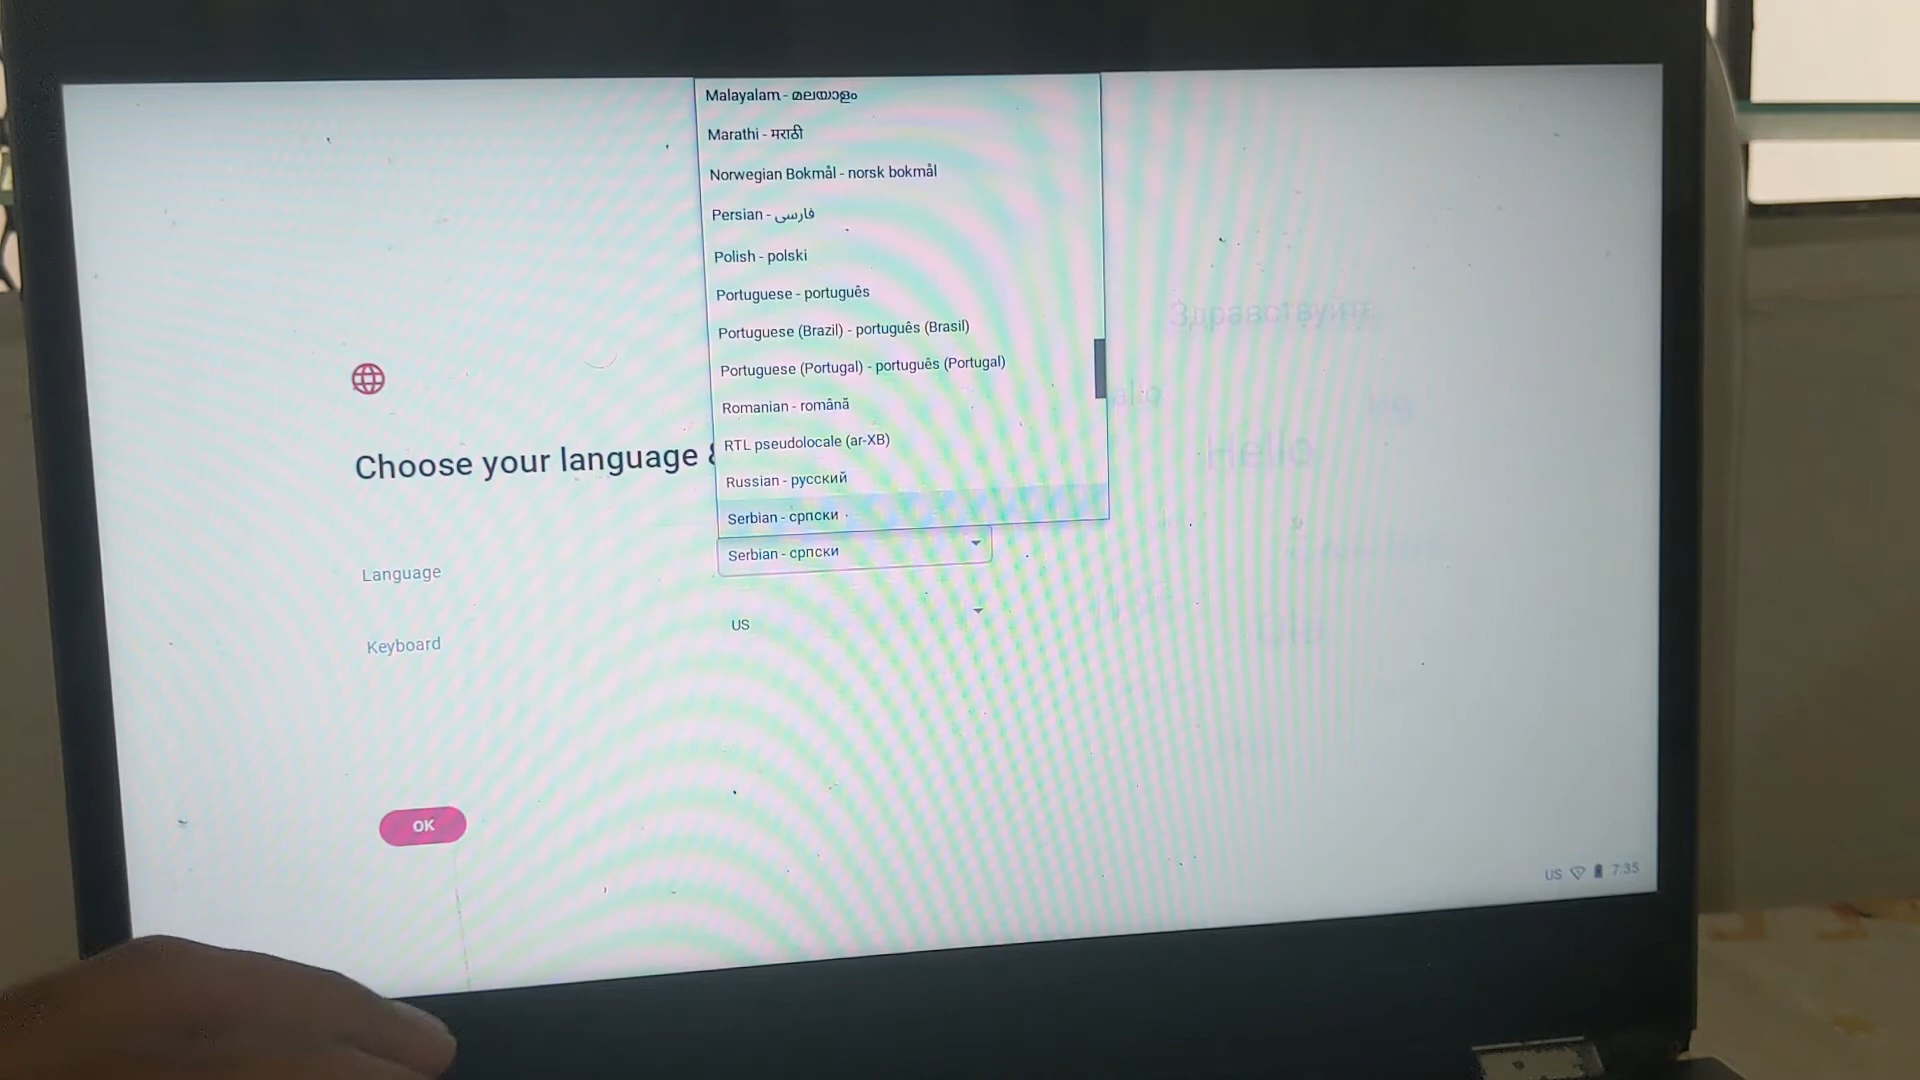 Malayalam - മലയാളം
Marathi - मराठी
Norwegian Bokmål - norsk bokmål
Persian - فارسی
Polish - polski
Portuguese - português
Portuguese (Brazil) - português (Brasil)
Portuguese (Portugal) - português (Portugal)
Romanian - română
RTL pseudolocale (ar-XB)
Russian - русский
Serbian - српски
Choose your language
Language
Serbian - српски
Keyboard
US
OK
Hello
US 7:35